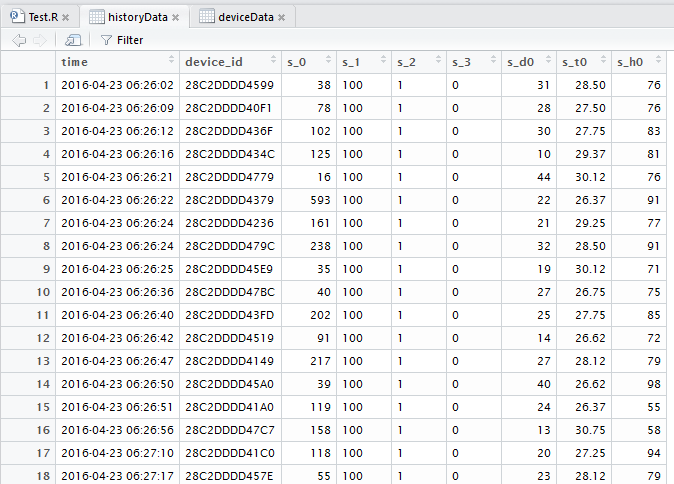 Test.R × historyData × deviceData ×
Filter
time device_id s_0 s_1 s_2 s_3 s_d0 s_t0 s_h0
1 2016-04-23 06:26:02 28C2DDDD4599 38 100 1 0 31 28.50 76
2 2016-04-23 06:26:09 28C2DDDD40F1 78 100 1 0 28 27.50 76
3 2016-04-23 06:26:12 28C2DDDD436F 102 100 1 0 30 27.75 83
4 2016-04-23 06:26:16 28C2DDDD434C 125 100 1 0 10 29.37 81
5 2016-04-23 06:26:21 28C2DDDD4779 16 100 1 0 44 30.12 76
6 2016-04-23 06:26:22 28C2DDDD4379 593 100 1 0 22 26.37 91
7 2016-04-23 06:26:24 28C2DDDD4236 161 100 1 0 21 29.25 77
8 2016-04-23 06:26:24 28C2DDDD479C 238 100 1 0 32 28.50 91
9 2016-04-23 06:26:25 28C2DDDD45E9 35 100 1 0 19 30.12 71
10 2016-04-23 06:26:36 28C2DDDD47BC 40 100 1 0 27 26.75 75
11 2016-04-23 06:26:40 28C2DDDD43FD 202 100 1 0 25 27.75 85
12 2016-04-23 06:26:42 28C2DDDD4519 91 100 1 0 14 26.62 72
13 2016-04-23 06:26:47 28C2DDDD4149 217 100 1 0 27 28.12 79
14 2016-04-23 06:26:50 28C2DDDD45A0 39 100 1 0 40 26.62 98
15 2016-04-23 06:26:51 28C2DDDD41A0 119 100 1 0 24 26.37 55
16 2016-04-23 06:26:56 28C2DDDD47C7 158 100 1 0 13 30.75 58
17 2016-04-23 06:27:10 28C2DDDD41C0 118 100 1 0 20 27.25 94
18 2016-04-23 06:27:17 28C2DDDD457E 55 100 1 0 23 28.12 79